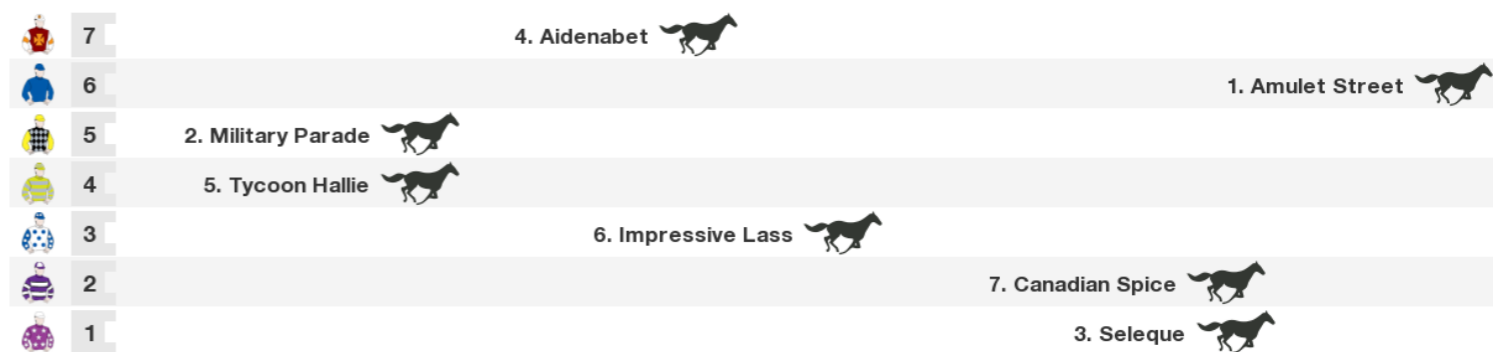 7 4. Aidenabet
6 1. Amulet Street
5 2. Military Parade
4 5. Tycoon Hallie
3 6. Impressive Lass
2 7. Canadian Spice
1 3. Seleque